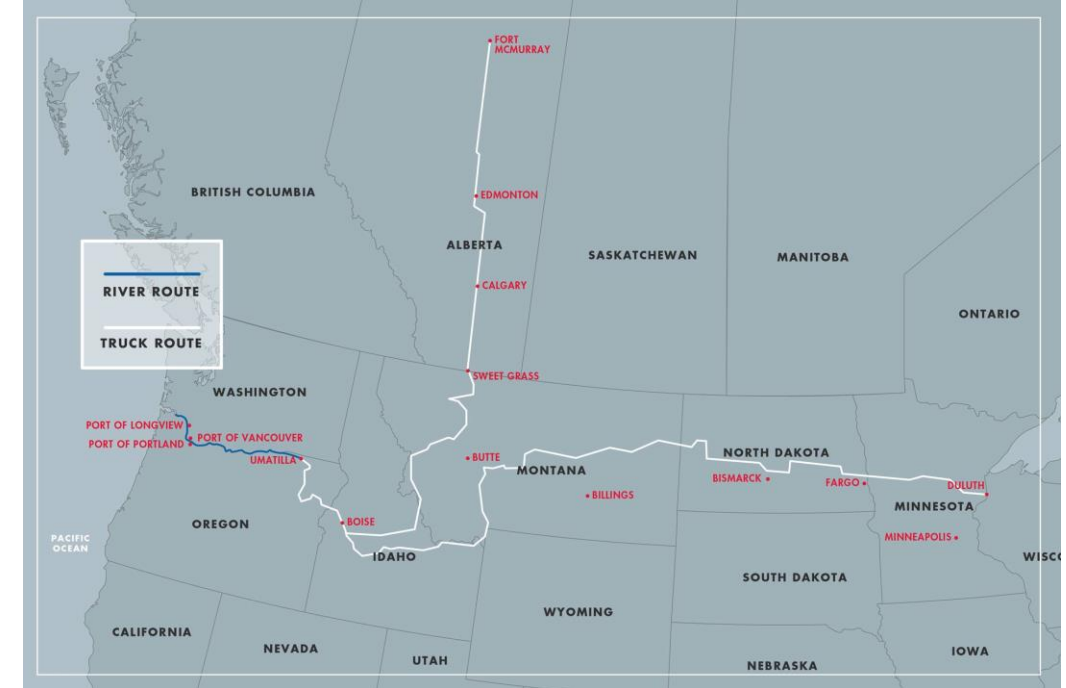 FORT
MCMURRAY
BRITISH COLUMBIA
EDMONTON
ALBERTA
SASKATCHEWAN
MANITOBA
CALGARY
RIVER ROUTE
TRUCK ROUTE
ONTARIO
SWEET GRASS
WASHINGTON
PORT OF LONGVIEW
PORT OF VANCOUVER
PORT OF PORTLAND
UMATILLA
BUTTE
MONTANA
NORTH DAKOTA
BISMARCK
FARGO
DULUTH
BILLINGS
MINNESOTA
OREGON
BOISE
PACIFIC
OCEAN
MINNEAPOLIS
IDAHO
WISC
SOUTH DAKOTA
WYOMING
CALIFORNIA
NEVADA
UTAH
IOWA
NEBRASKA